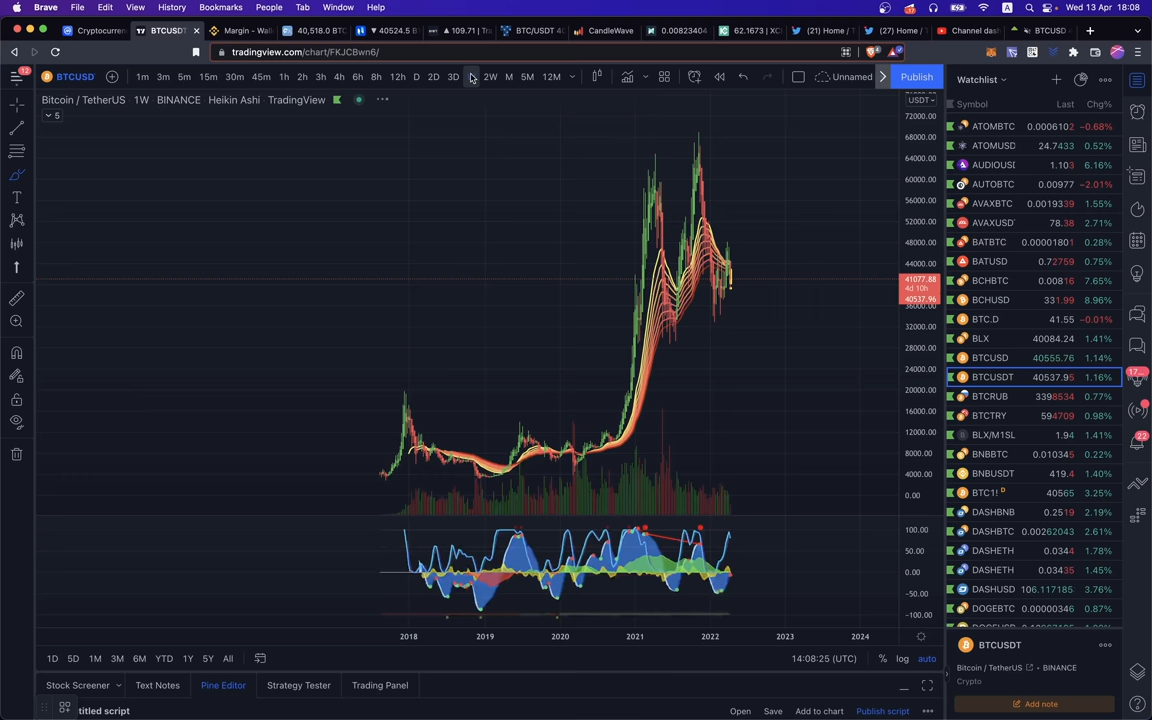 Brave File Edit View History Bookmarks People Tab Window Help A Wed 13 Apr 18:08
Cryptocurren BTCUSDT Margin - Wall 40,518.0 BTC 40524.5 B ▲ 109.71 | Tra BTC/USDT 40 CandleWave 0.00823404 62.1673 | XC (21) Home / T (2) Home / T Channel dash BTCUSD
tradingview.com/chart/FKJCBwn6/
12 BTCUSD 1m 3m 5m 15m 30m 45m 1h 2h 3h 4h 6h 8h 12h D 2D 3D 2W M 5M 12M Unnamed Publish Watchlist
Bitcoin / TetherUS · 1W · BINANCE Heikin Ashi TradingView
5
USDT
72000.00
68000.00
64000.00
60000.00
56000.00
52000.00
48000.00
44000.00
41077.88
4d 10h
40537.96
36000.00
32000.00
28000.00
24000.00
20000.00
16000.00
12000.00
8000.00
4000.00
0.00
100.00
50.00
0.00
−50.00
−100.00
2018 2019 2020 2021 2022 2023 2024
1D 5D 1M 3M 6M YTD 1Y 5Y All 14:08:25 (UTC) % log auto
Stock Screener Text Notes Pine Editor Strategy Tester Trading Panel
titled script Open Save Add to chart Publish script
Symbol Last Chg%
ATOMBTC 0.0006102 −0.68%
ATOMUSD 24.7433 0.52%
AUDIOUSD 1.103 6.16%
AUTOBTC 0.00977 −2.01%
AVAXBTC 0.0019339 1.55%
AVAXUSD 78.38 2.71%
BATBTC 0.00001801 0.28%
BATUSD 0.72759 0.75%
BCHBTC 0.00816 7.65%
BCHUSD 331.99 8.96%
BTC.D 41.55 −0.01%
BLX 40084.24 1.41%
BTCUSD 40555.76 1.14%
BTCUSDT 40537.95 1.16%
BTCRUB 3398534 0.77%
BTCTRY 594709 0.98%
BLX/M1SL 1.94 1.41%
BNBBTC 0.010345 0.22%
BNBUSDT 419.4 1.40%
BTC1! D 40565 3.25%
DASHBNB 0.2519 2.19%
DASHBTC 0.00262043 2.61%
DASHETH 0.0344 1.78%
DASHETH 0.03435 1.45%
DASHUSD 106.117185 3.76%
DOGEBTC 0.00000346 0.87%
BTCUSDT
Bitcoin / TetherUS · BINANCE
Crypto
Add note
17...
22